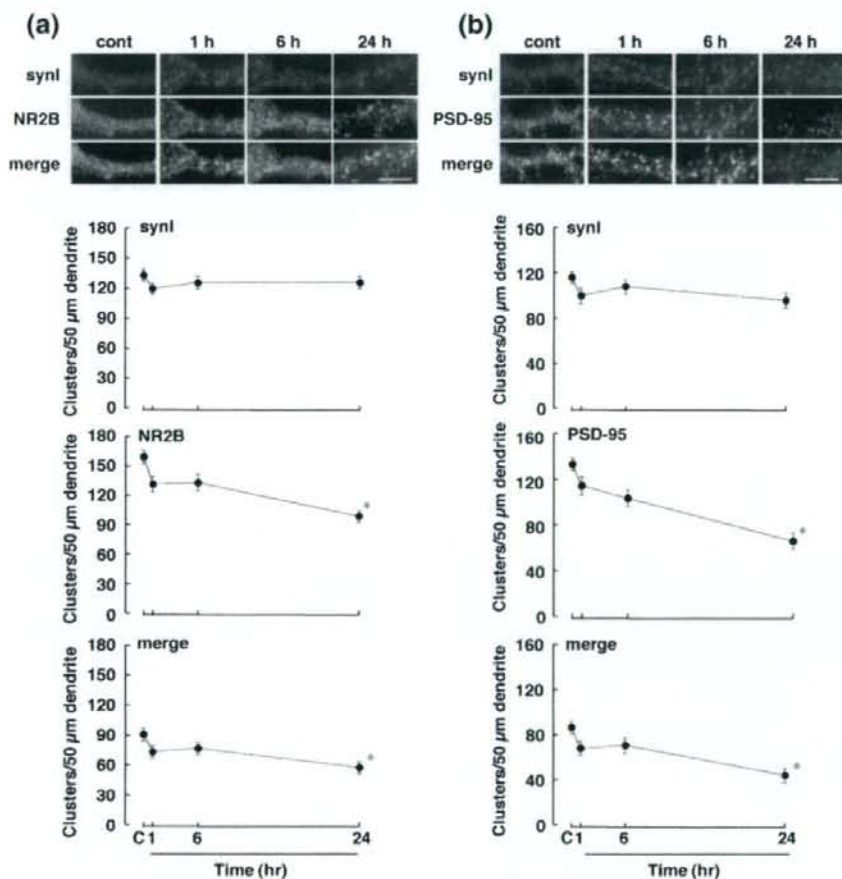 (a)
cont 1 h 6 h 24 h
synI
NR2B
merge
synI
Clusters/50 µm dendrite
180
150
120
90
60
30
0
NR2B
Clusters/50 µm dendrite
180
150
120
90
60
30
0
merge
Clusters/50 µm dendrite
180
150
120
90
60
30
0
C 1 6 24
Time (hr)
(b)
cont 1 h 6 h 24 h
synI
PSD-95
merge
synI
Clusters/50 µm dendrite
160
120
80
40
0
PSD-95
Clusters/50 µm dendrite
160
120
80
40
0
merge
Clusters/50 µm dendrite
160
120
80
40
0
C 1 6 24
Time (hr)